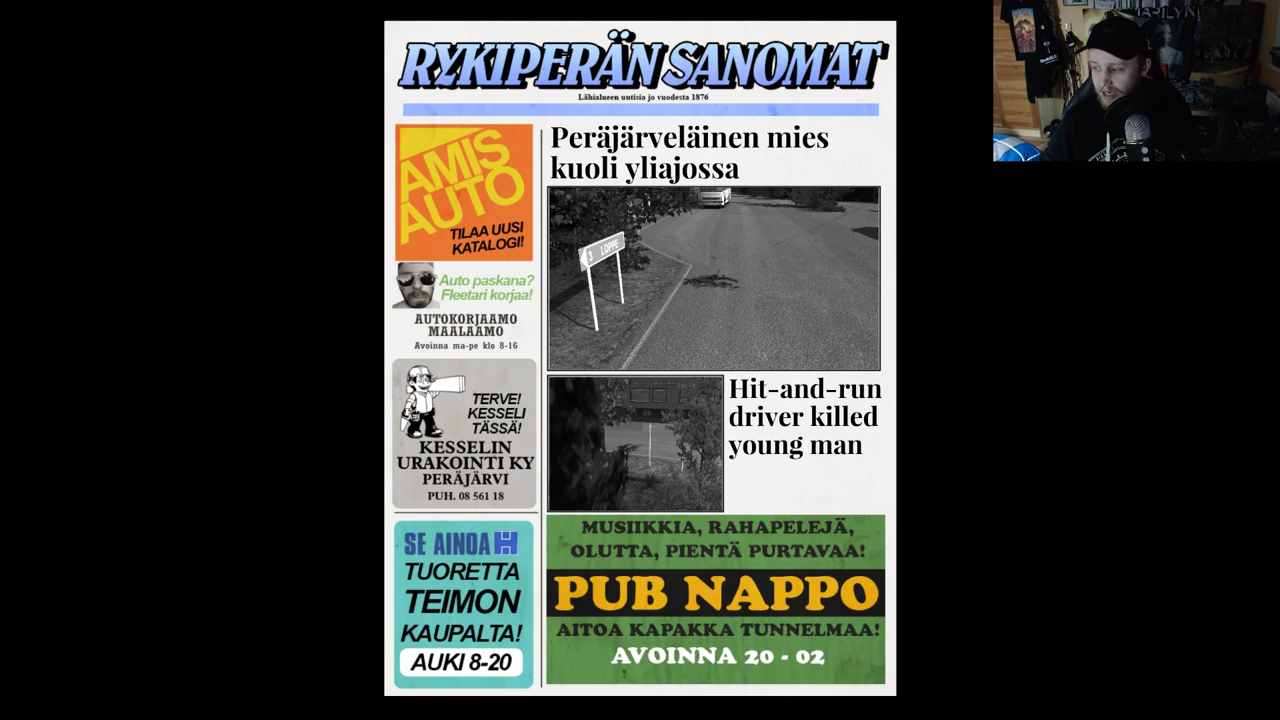 RYKIPERÄN SANOMAT
Lähialueen uutisia jo vuodesta 1876
AMIS
AUTO
TILAA UUSI
KATALOGI!
Auto paskana?
Fleetari korjaa!
AUTOKORJAAMO
MAALAAMO
Avoinna ma-pe klo 8-16
TERVE!
KESSELI
TÄSSÄ!
KESSELIN
URAKOINTI KY
PERÄJÄRVI
PUH. 08 561 18
SE AINOA
TUORETTA
TEIMON
KAUPALTA!
AUKI 8-20
Peräjärveläinen mies
kuoli yliajossa
3 LOPPE
Hit-and-run
driver killed
young man
MUSIIKKIA, RAHAPELEJÄ,
OLUTTA, PIENTÄ PURTAVAA!
PUB NAPPO
AITOA KAPAKKA TUNNELMAA!
AVOINNA 20 - 02
MARILYN